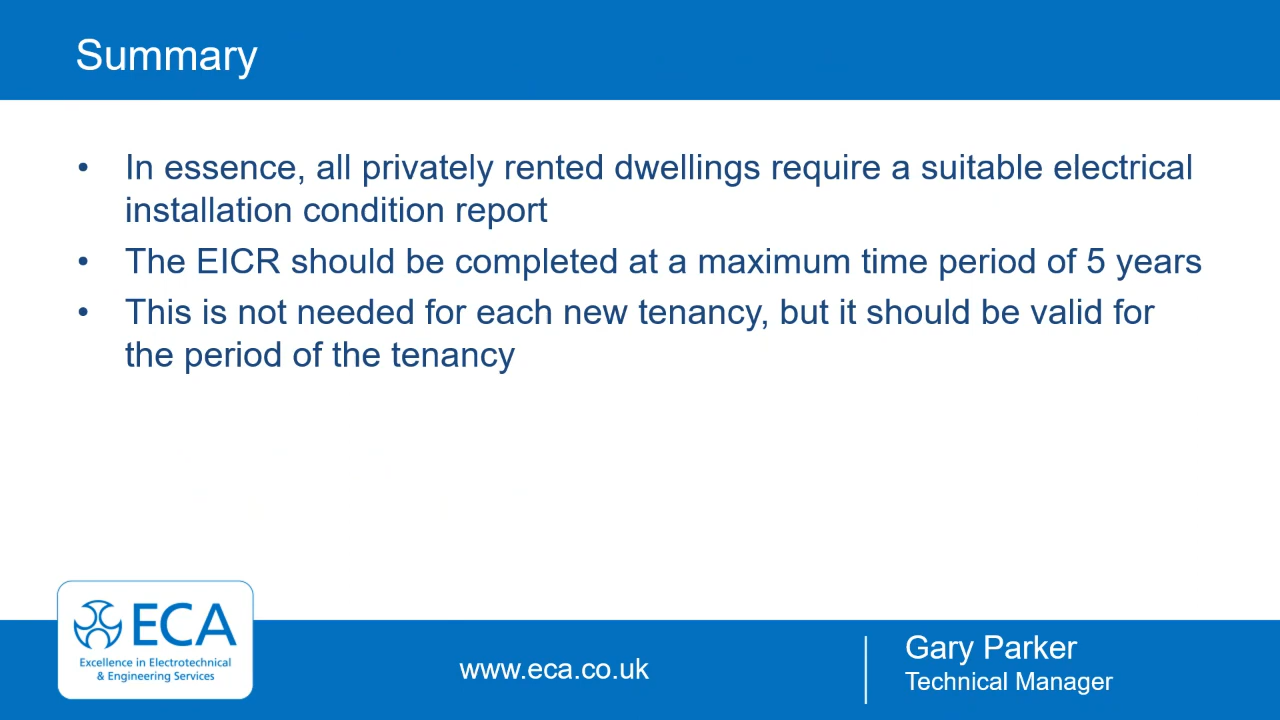 Summary
• In essence, all privately rented dwellings require a suitable electrical
installation condition report
• The EICR should be completed at a maximum time period of 5 years
• This is not needed for each new tenancy, but it should be valid for
the period of the tenancy
ECA
Excellence in Electrotechnical
& Engineering Services
www.eca.co.uk
Gary Parker
Technical Manager